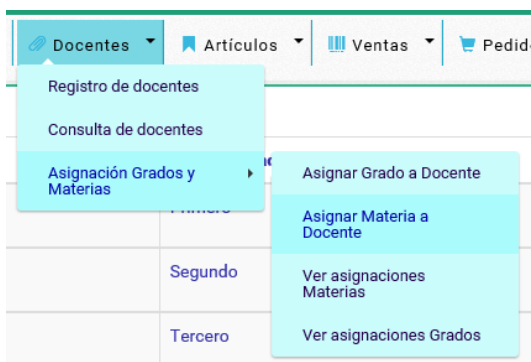 Docentes
Artículos
Ventas
Registro de docentes
Consulta de docentes
Asignación Grados y
Materias
Asignar Grado a Docente
Asignar Materia a
Docente
Segundo
Ver asignaciones
Materias
Tercero
Ver asignaciones Grados